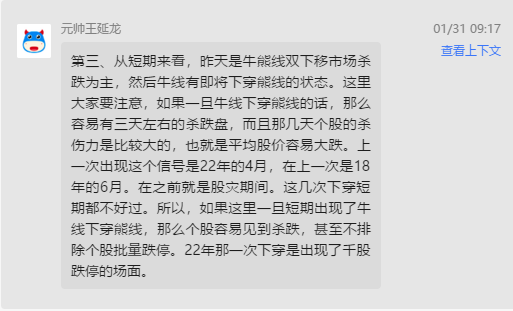 元帅王延龙
01/31 09:17
查看上下文
第三、从短期来看，昨天是牛熊线双下移市场杀
跌为主，然后牛线有即将下穿熊线的状态。这里
大家要注意，如果一旦牛线下穿熊线的话，那么
容易有三天左右的杀跌盘，而且那几天个股的杀
伤力是比较大的，也就是平均股价容易大跌。上
一次出现这个信号是22年的4月，在上一次是18
年的6月。在之前就是股灾期间。这几次下穿短
期都不好过。所以，如果这里一旦短期出现了牛
线下穿熊线，那么个股容易见到杀跌，甚至不排
除个股批量跌停。22年那一次下穿是出现了千股
跌停的场面。